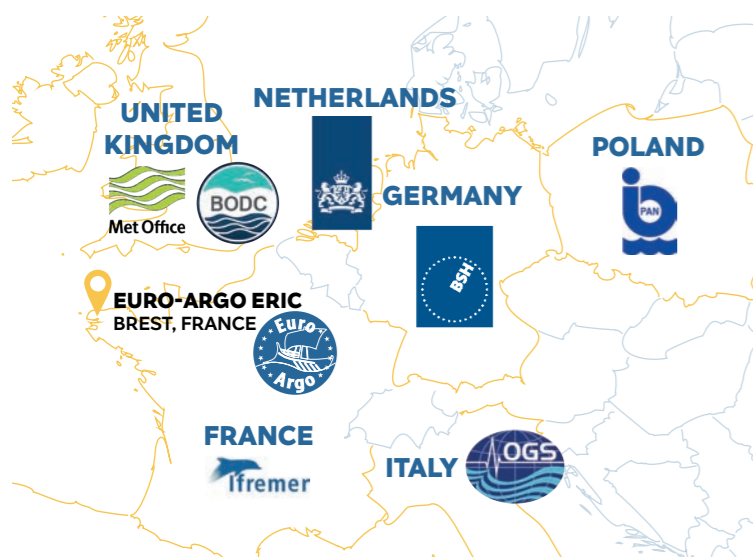 NETHERLANDS
UNITED
KINGDOM
POLAND
Met Office
BODC
GERMANY
PAN
BSH
EURO-ARGO ERIC
BREST, FRANCE
Euro
Argo
FRANCE
Ifremer
ITALY
OGS